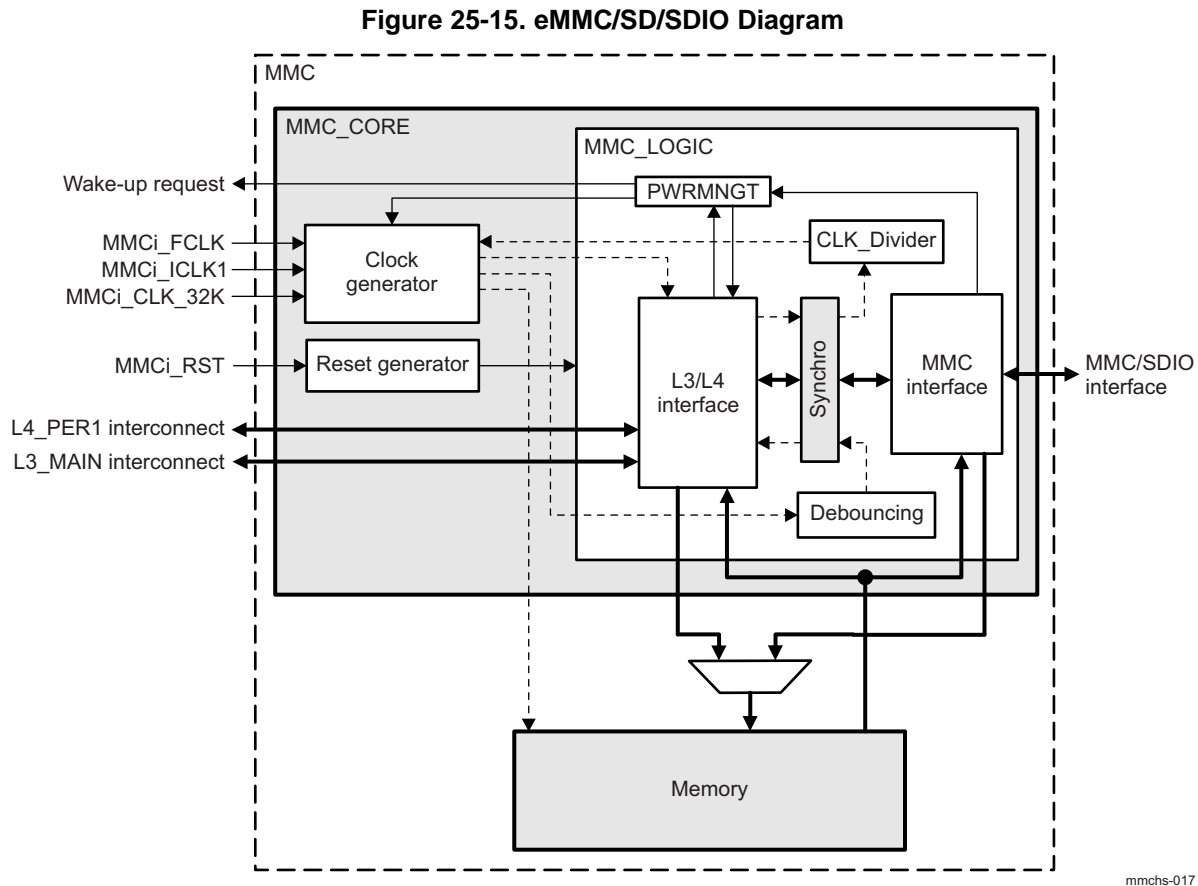 Figure 25-15. eMMC/SD/SDIO Diagram
MMC
MMC_CORE
MMC_LOGIC
Wake-up request
PWRMNGT
MMCi_FCLK
MMCi_ICLK1
MMCi_CLK_32K
Clock
generator
CLK_Divider
MMCi_RST
Reset generator
L3/L4
interface
Synchro
MMC
interface
MMC/SDIO
interface
L4_PER1 interconnect
L3_MAIN interconnect
Debouncing
Memory
mmchs-017